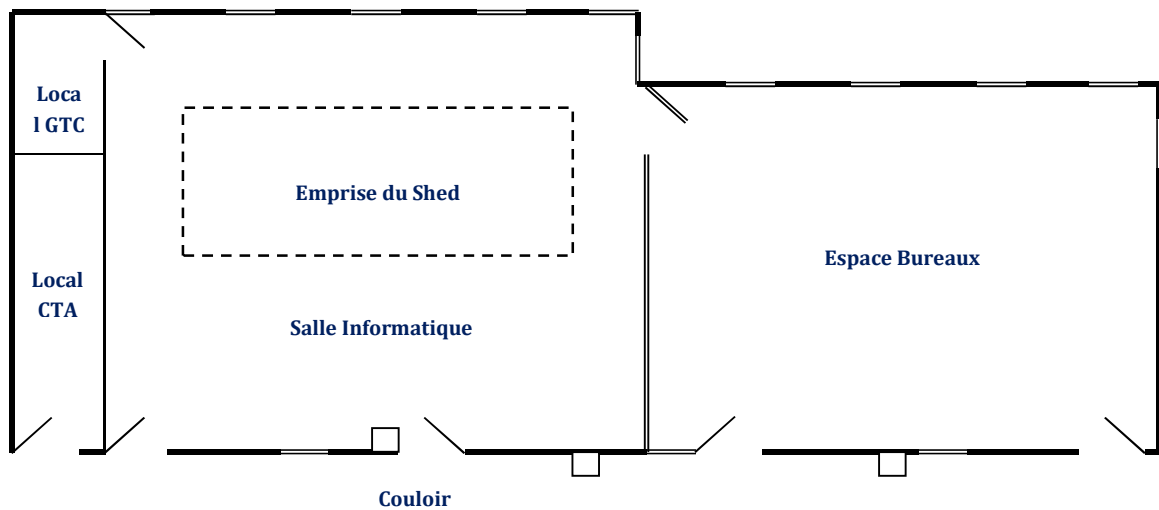 Loca
l GTC
Emprise du Shed
Espace Bureaux
Local
CTA
Salle Informatique
Couloir